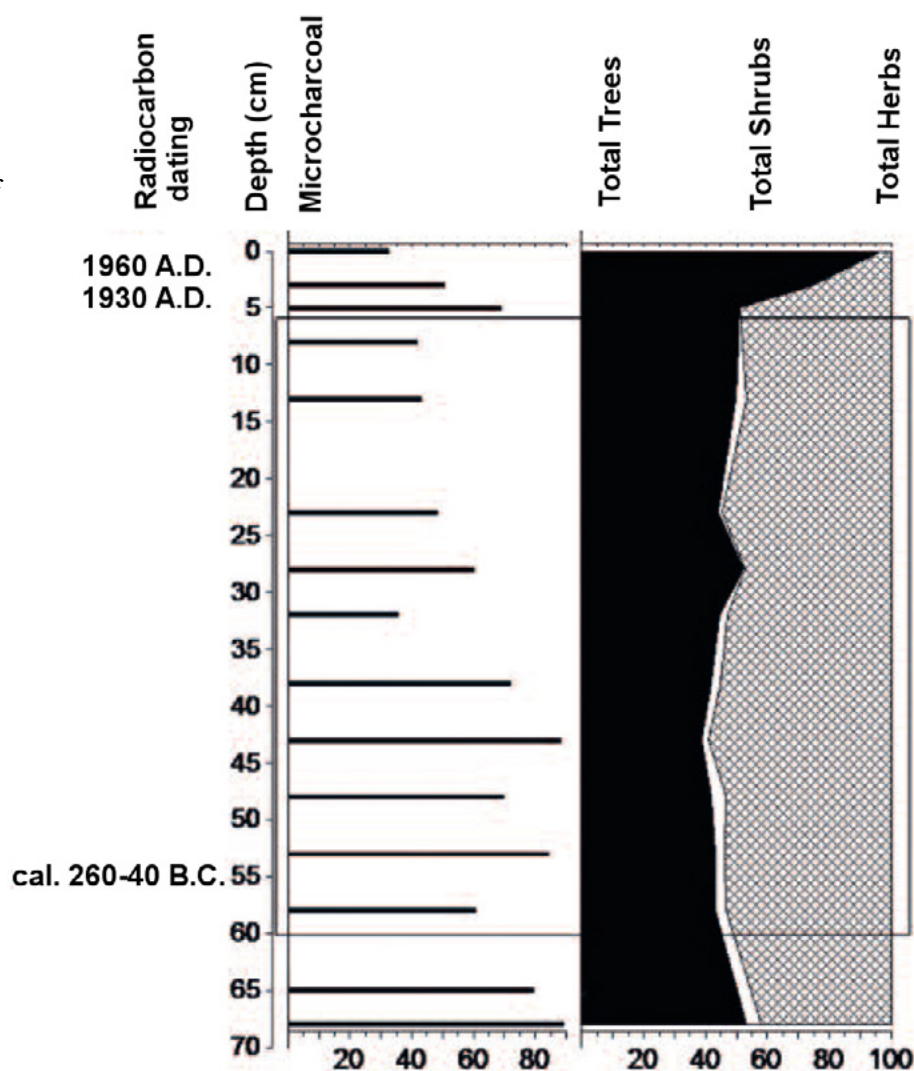 Radiocarbon
dating
Depth (cm)
Microcharcoal
Total Trees
Total Shrubs
Total Herbs
1960 A.D.
1930 A.D.
cal. 260-40 B.C.
0
5
10
15
20
25
30
35
40
45
50
55
60
65
70
20 40 60 80
20 40 60 80 100